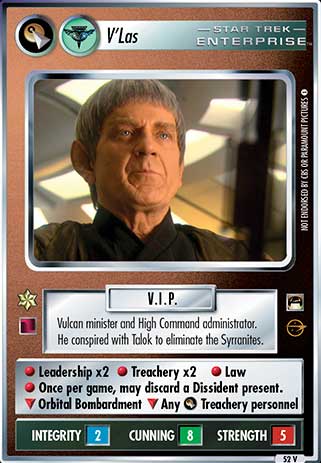 V'Las
STAR TREK
ENTERPRISE™
NOT ENDORSED BY CBS OR PARAMOUNT PICTURES
V.I.P.
Vulcan minister and High Command administrator.
He conspired with Talok to eliminate the Syrranites.
Leadership x2 Treachery x2 Law
Once per game, may discard a Dissident present.
Orbital Bombardment Any Treachery personnel
INTEGRITY 2 CUNNING 8 STRENGTH 5
52 V